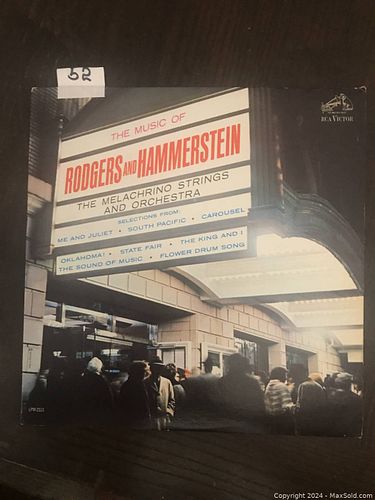 52
RCA VICTOR
THE MUSIC OF
RODGERS AND HAMMERSTEIN
THE MELACHRINO STRINGS
AND ORCHESTRA
SELECTIONS FROM:
ME AND JULIET • SOUTH PACIFIC • CAROUSEL
OKLAHOMA! • STATE FAIR • THE KING AND I
THE SOUND OF MUSIC • FLOWER DRUM SONG
Copyright 2024 - MaxSold.com